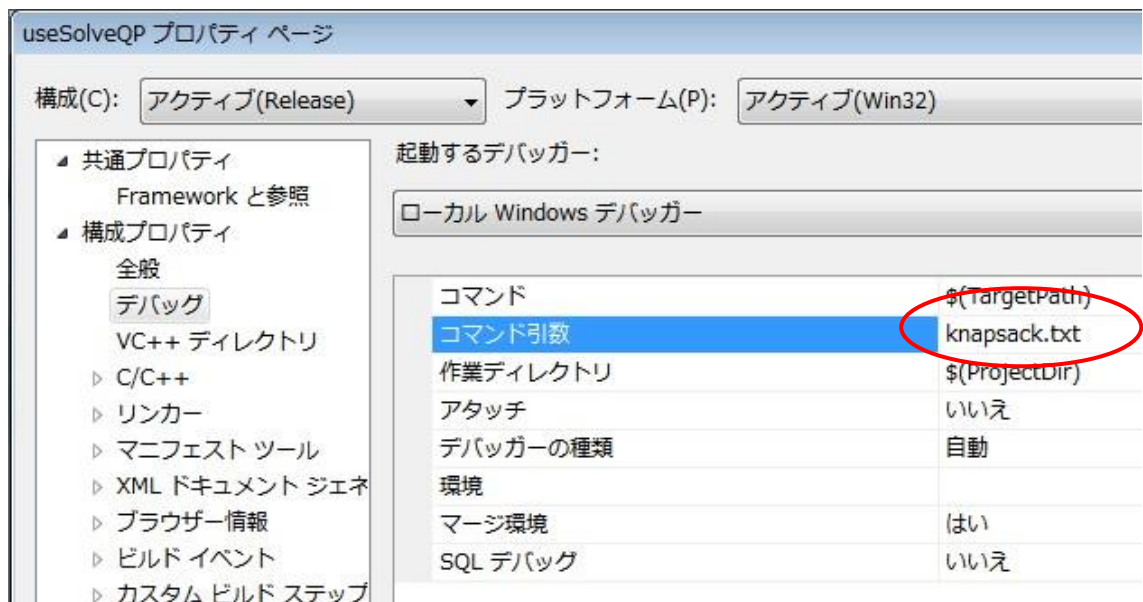 useSolveQP プロパティ ページ
構成(C): アクティブ(Release) プラットフォーム(P): アクティブ(Win32)
共通プロパティ
Framework と参照
構成プロパティ
全般
デバッグ
VC++ ディレクトリ
C/C++
リンカー
マニフェスト ツール
XML ドキュメント ジェネ
ブラウザー情報
ビルド イベント
カスタム ビルド ステップ
起動するデバッガー:
ローカル Windows デバッガー
コマンド $(TargetPath)
コマンド引数 knapsack.txt
作業ディレクトリ $(ProjectDir)
アタッチ いいえ
デバッガーの種類 自動
環境
マージ環境 はい
SQL デバッグ いいえ